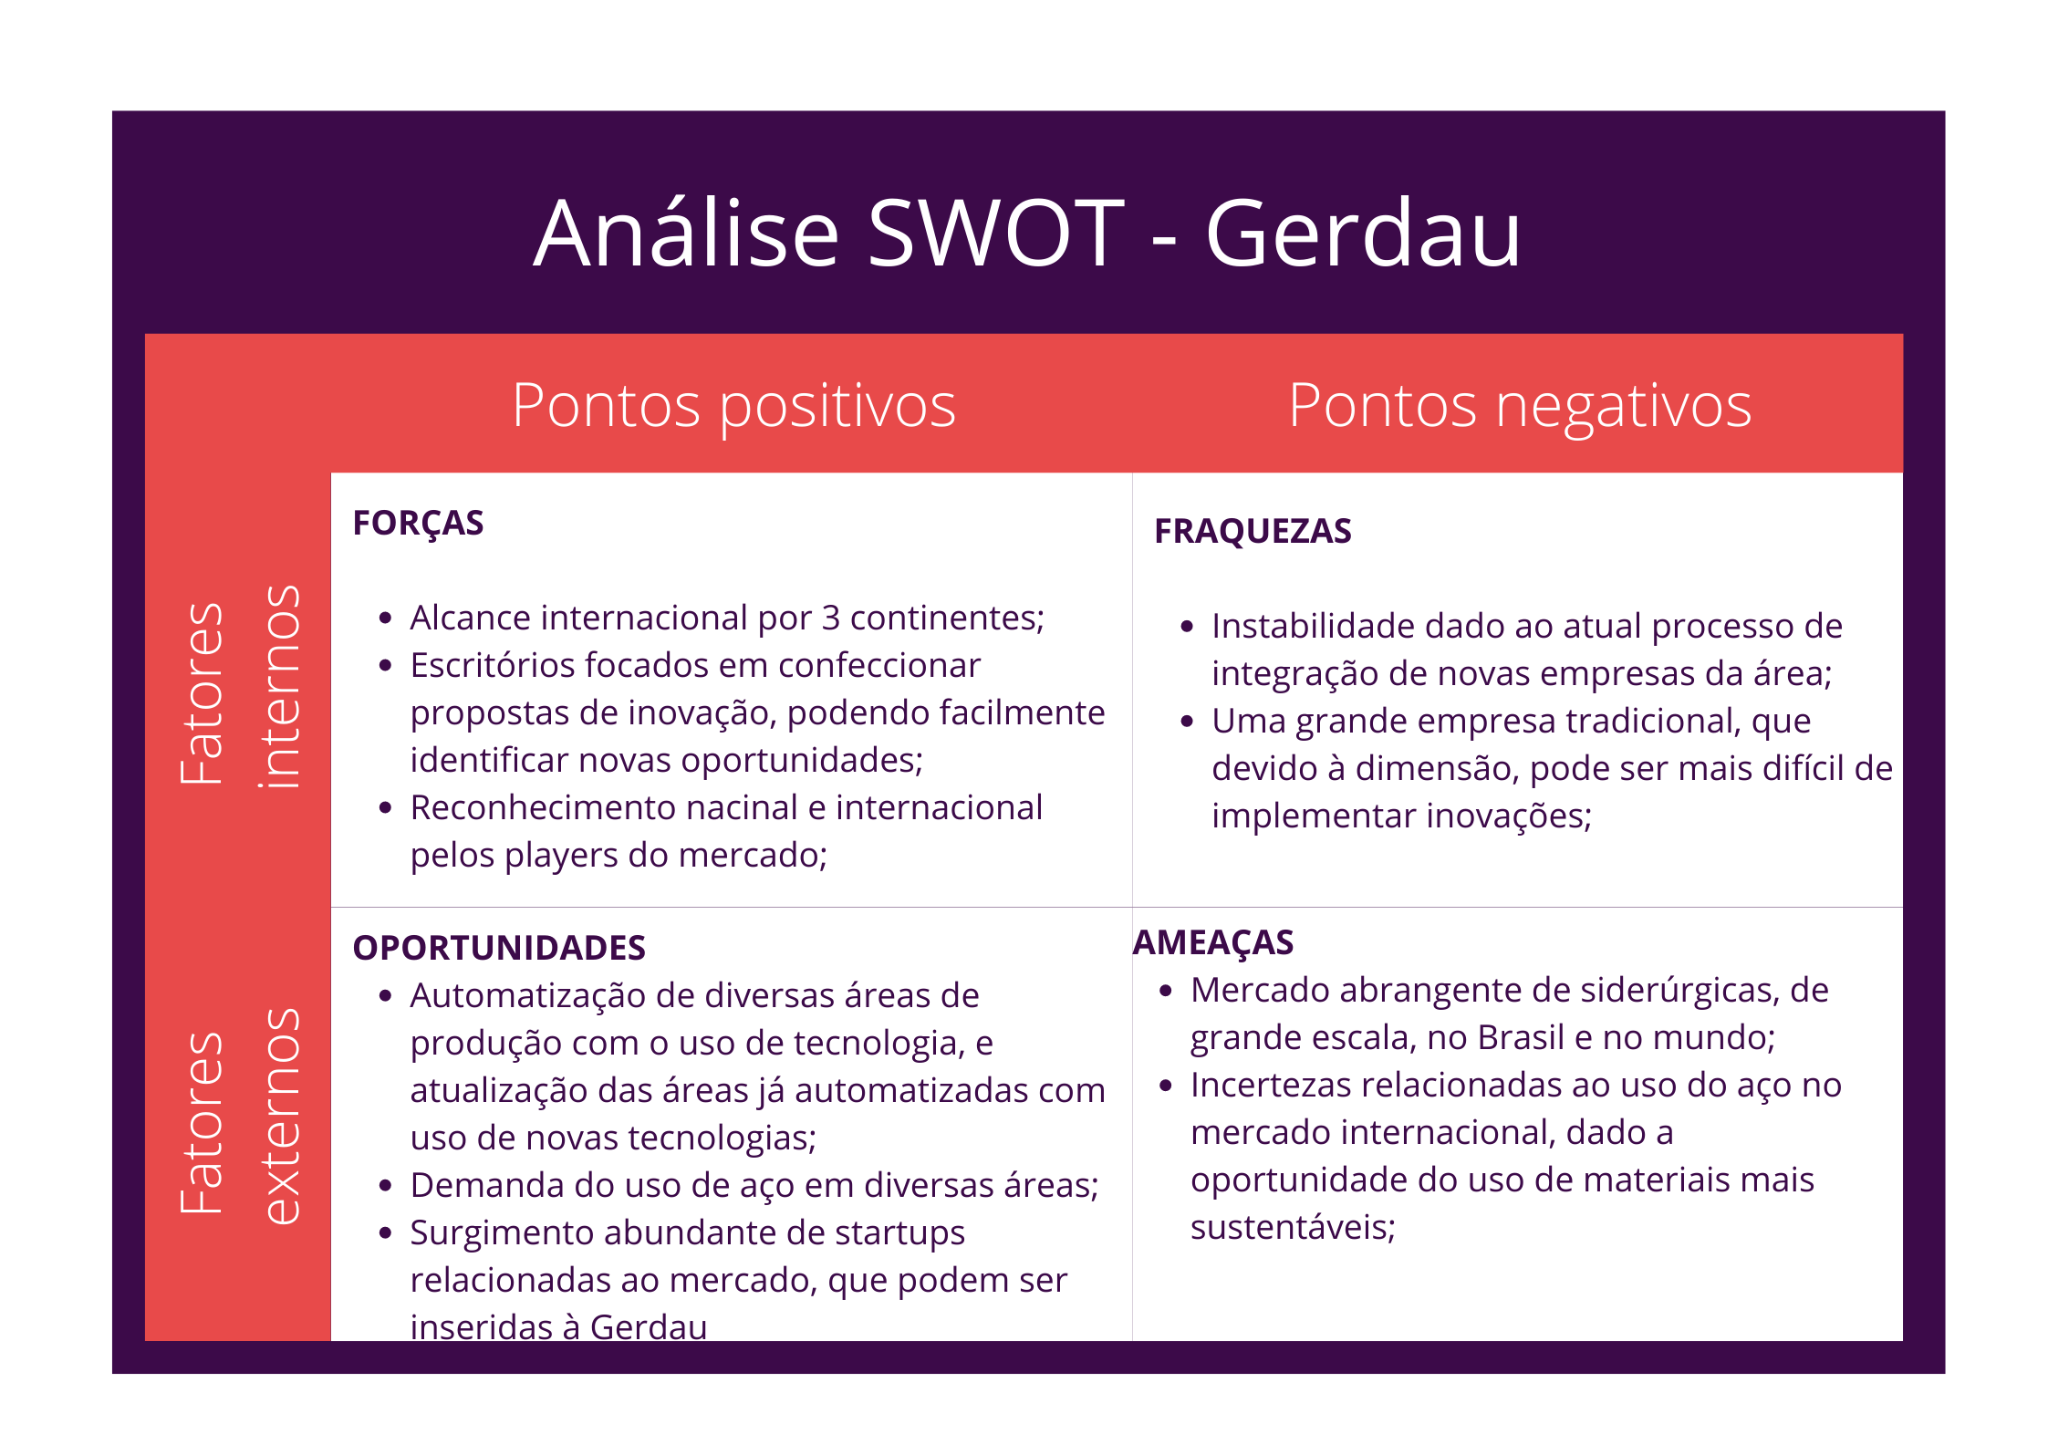 Análise SWOT - Gerdau
Pontos positivos
Pontos negativos
Fatores
internos
FORÇAS
• Alcance internacional por 3 continentes;
• Escritórios focados em confeccionar
propostas de inovação, podendo facilmente
identificar novas oportunidades;
• Reconhecimento nacinal e internacional
pelos players do mercado;
FRAQUEZAS
• Instabilidade dado ao atual processo de
integração de novas empresas da área;
• Uma grande empresa tradicional, que
devido à dimensão, pode ser mais difícil de
implementar inovações;
Fatores
externos
OPORTUNIDADES
• Automatização de diversas áreas de
produção com o uso de tecnologia, e
atualização das áreas já automatizadas com
uso de novas tecnologias;
• Demanda do uso de aço em diversas áreas;
• Surgimento abundante de startups
relacionadas ao mercado, que podem ser
inseridas à Gerdau
AMEAÇAS
• Mercado abrangente de siderúrgicas, de
grande escala, no Brasil e no mundo;
• Incertezas relacionadas ao uso do aço no
mercado internacional, dado a
oportunidade do uso de materiais mais
sustentáveis;